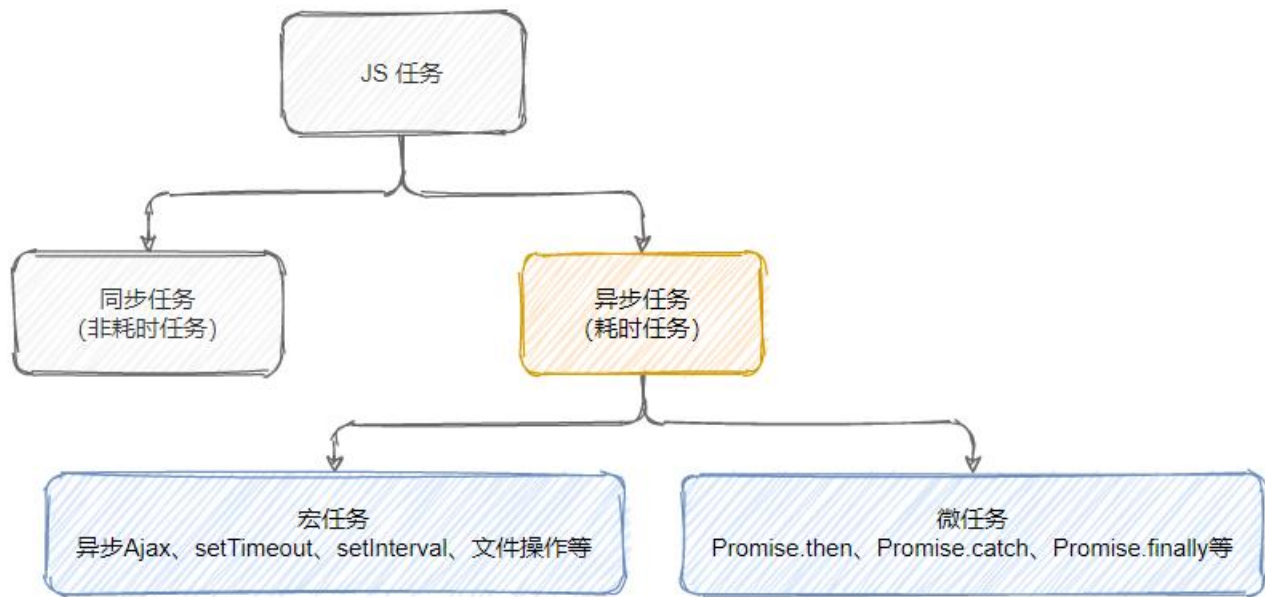 JS 任务
同步任务
（非耗时任务）
异步任务
（耗时任务）
宏任务
异步Ajax、setTimeout、setInterval、文件操作等
微任务
Promise.then、Promise.catch、Promise.finally等